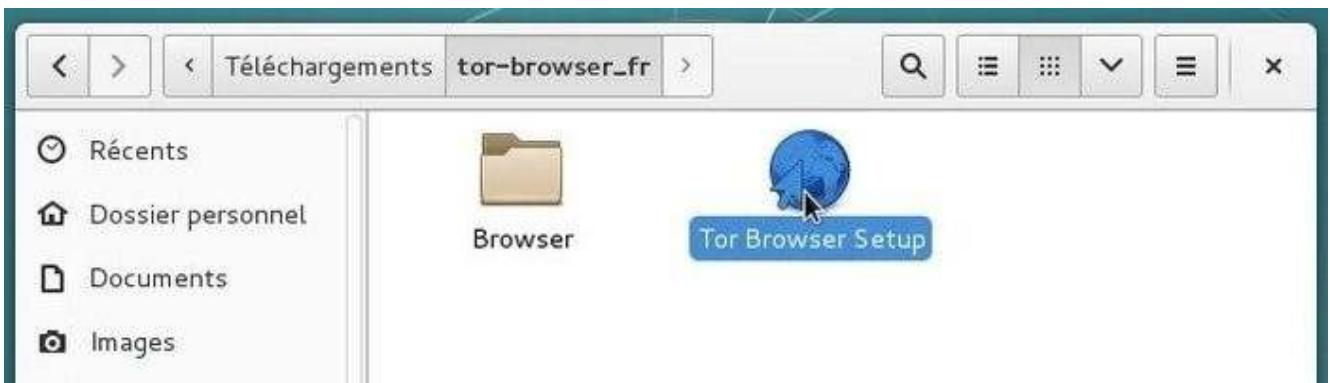 Téléchargements tor-browser_fr
Récents
Dossier personnel
Documents
Images
Browser
Tor Browser Setup